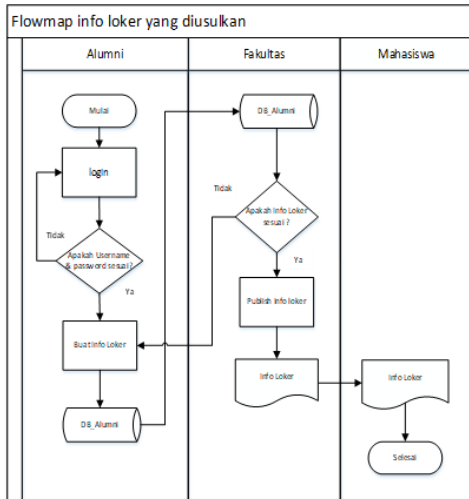 Flowmap info loker yang diusulkan
Alumni
Fakultas
Mahasiswa
Mulai
login
Tidak
Apakah Username
& password sesuai?
Ya
Buat Info Loker
DB_Alumni
DB_Alumni
Tidak
Apakah Info Loker
sesuai ?
Ya
Publish Info loker
Info Loker
Info Loker
Selesai